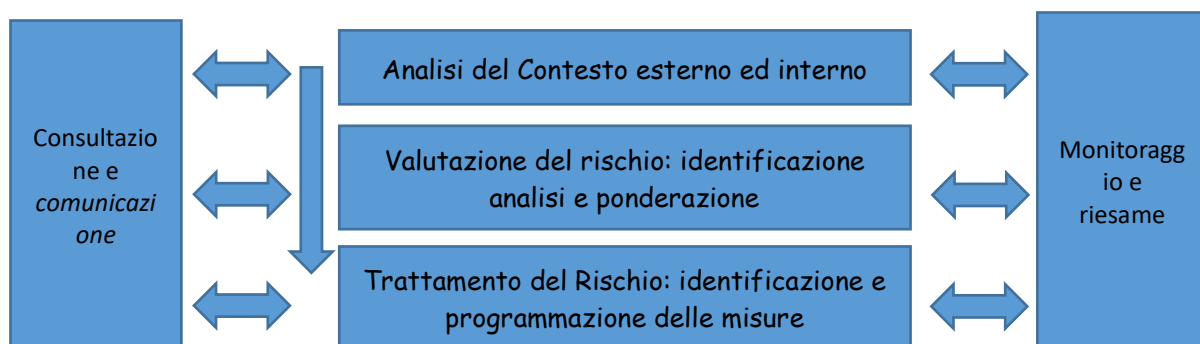 Consultazio
ne e
comunicazi
one
Analisi del Contesto esterno ed interno
Valutazione del rischio: identificazione
analisi e ponderazione
Trattamento del Rischio: identificazione e
programmazione delle misure
Monitoragg
io e
riesame